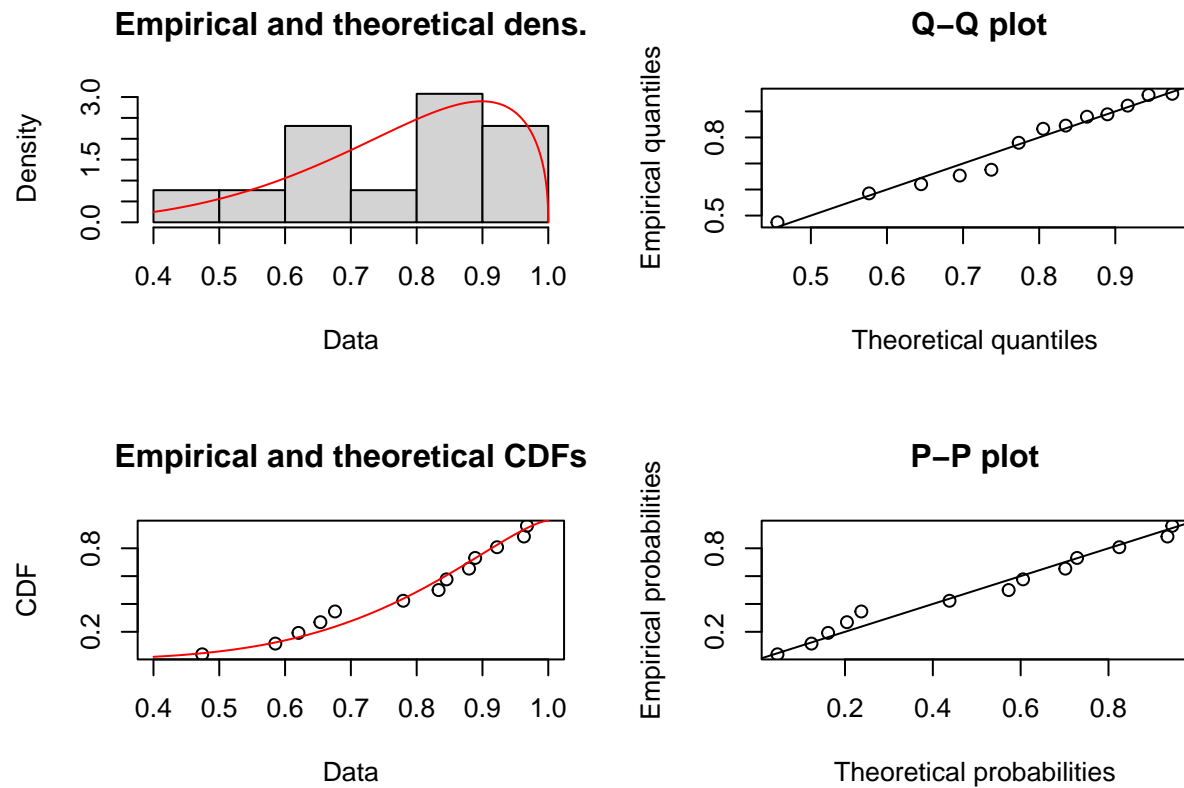 Empirical and theoretical dens.
Density
0.0 1.5 3.0
0.4 0.5 0.6 0.7 0.8 0.9 1.0
Data
Q−Q plot
Empirical quantiles
0.5 0.8
0.5 0.6 0.7 0.8 0.9
Theoretical quantiles
Empirical and theoretical CDFs
CDF
0.2 0.8
0.4 0.5 0.6 0.7 0.8 0.9 1.0
Data
P−P plot
Empirical probabilities
0.2 0.8
0.2 0.4 0.6 0.8
Theoretical probabilities